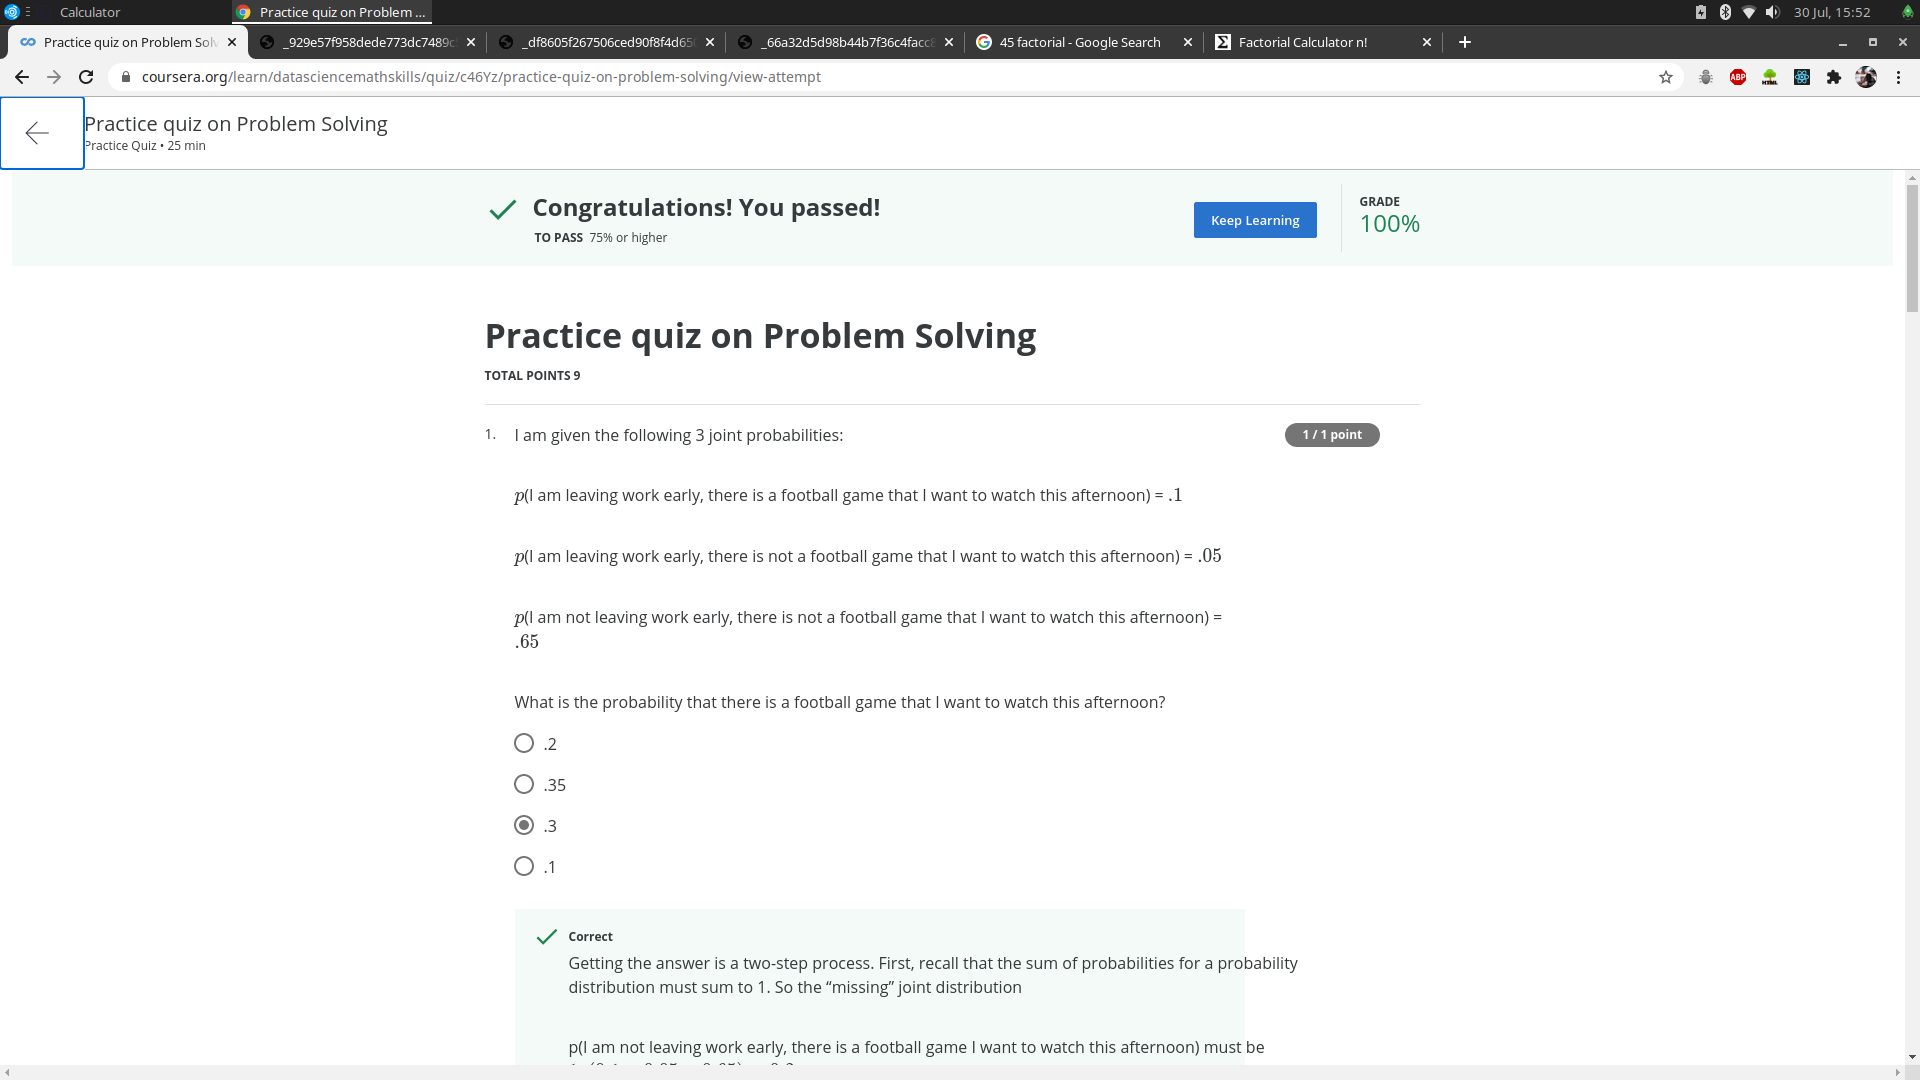 Calculator
Practice quiz on Problem ...
30 Jul, 15:52
Practice quiz on Problem Solv
_929e57f958dede773dc7489c
_df8605f267506ced90f8f4d65
_66a32d5d98b44b7f36c4facc8
45 factorial - Google Search
Factorial Calculator n!
coursera.org/learn/datasciencemathskills/quiz/c46Yz/practice-quiz-on-problem-solving/view-attempt
ABP
HTML
Practice quiz on Problem Solving
Practice Quiz • 25 min
Congratulations! You passed!
TO PASS 75% or higher
Keep Learning
GRADE
100%
Practice quiz on Problem Solving
TOTAL POINTS 9
1. I am given the following 3 joint probabilities:
1 / 1 point
p(I am leaving work early, there is a football game that I want to watch this afternoon) = .1
p(I am leaving work early, there is not a football game that I want to watch this afternoon) = .05
p(I am not leaving work early, there is not a football game that I want to watch this afternoon) =
.65
What is the probability that there is a football game that I want to watch this afternoon?
.2
.35
.3
.1
Correct
Getting the answer is a two-step process. First, recall that the sum of probabilities for a probability
distribution must sum to 1. So the “missing” joint distribution
p(I am not leaving work early, there is a football game I want to watch this afternoon) must be